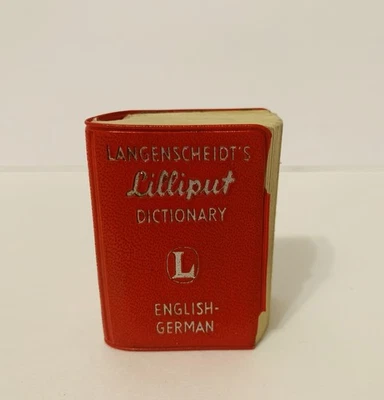 LANGENSCHEIDT'S
Lilliput
DICTIONARY
L
ENGLISH-
GERMAN